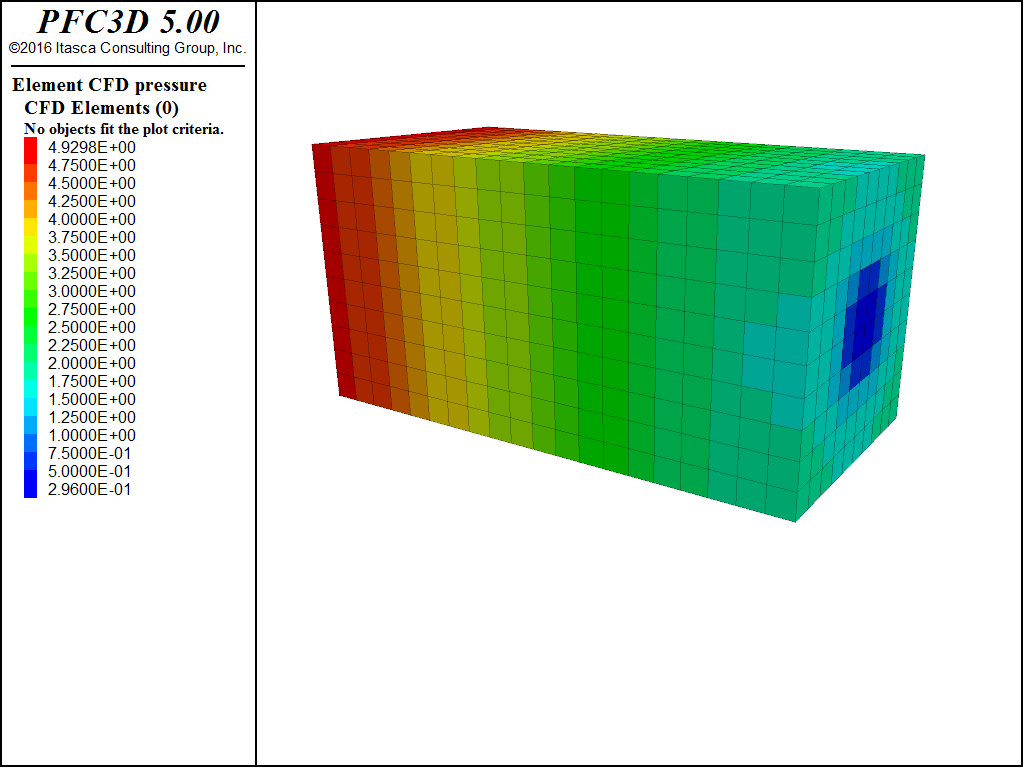 PFC3D 5.00
©2016 Itasca Consulting Group, Inc.
Element CFD pressure
CFD Elements (0)
No objects fit the plot criteria.
4.9298E+00
4.7500E+00
4.5000E+00
4.2500E+00
4.0000E+00
3.7500E+00
3.5000E+00
3.2500E+00
3.0000E+00
2.7500E+00
2.5000E+00
2.2500E+00
2.0000E+00
1.7500E+00
1.5000E+00
1.2500E+00
1.0000E+00
7.5000E-01
5.0000E-01
2.9600E-01